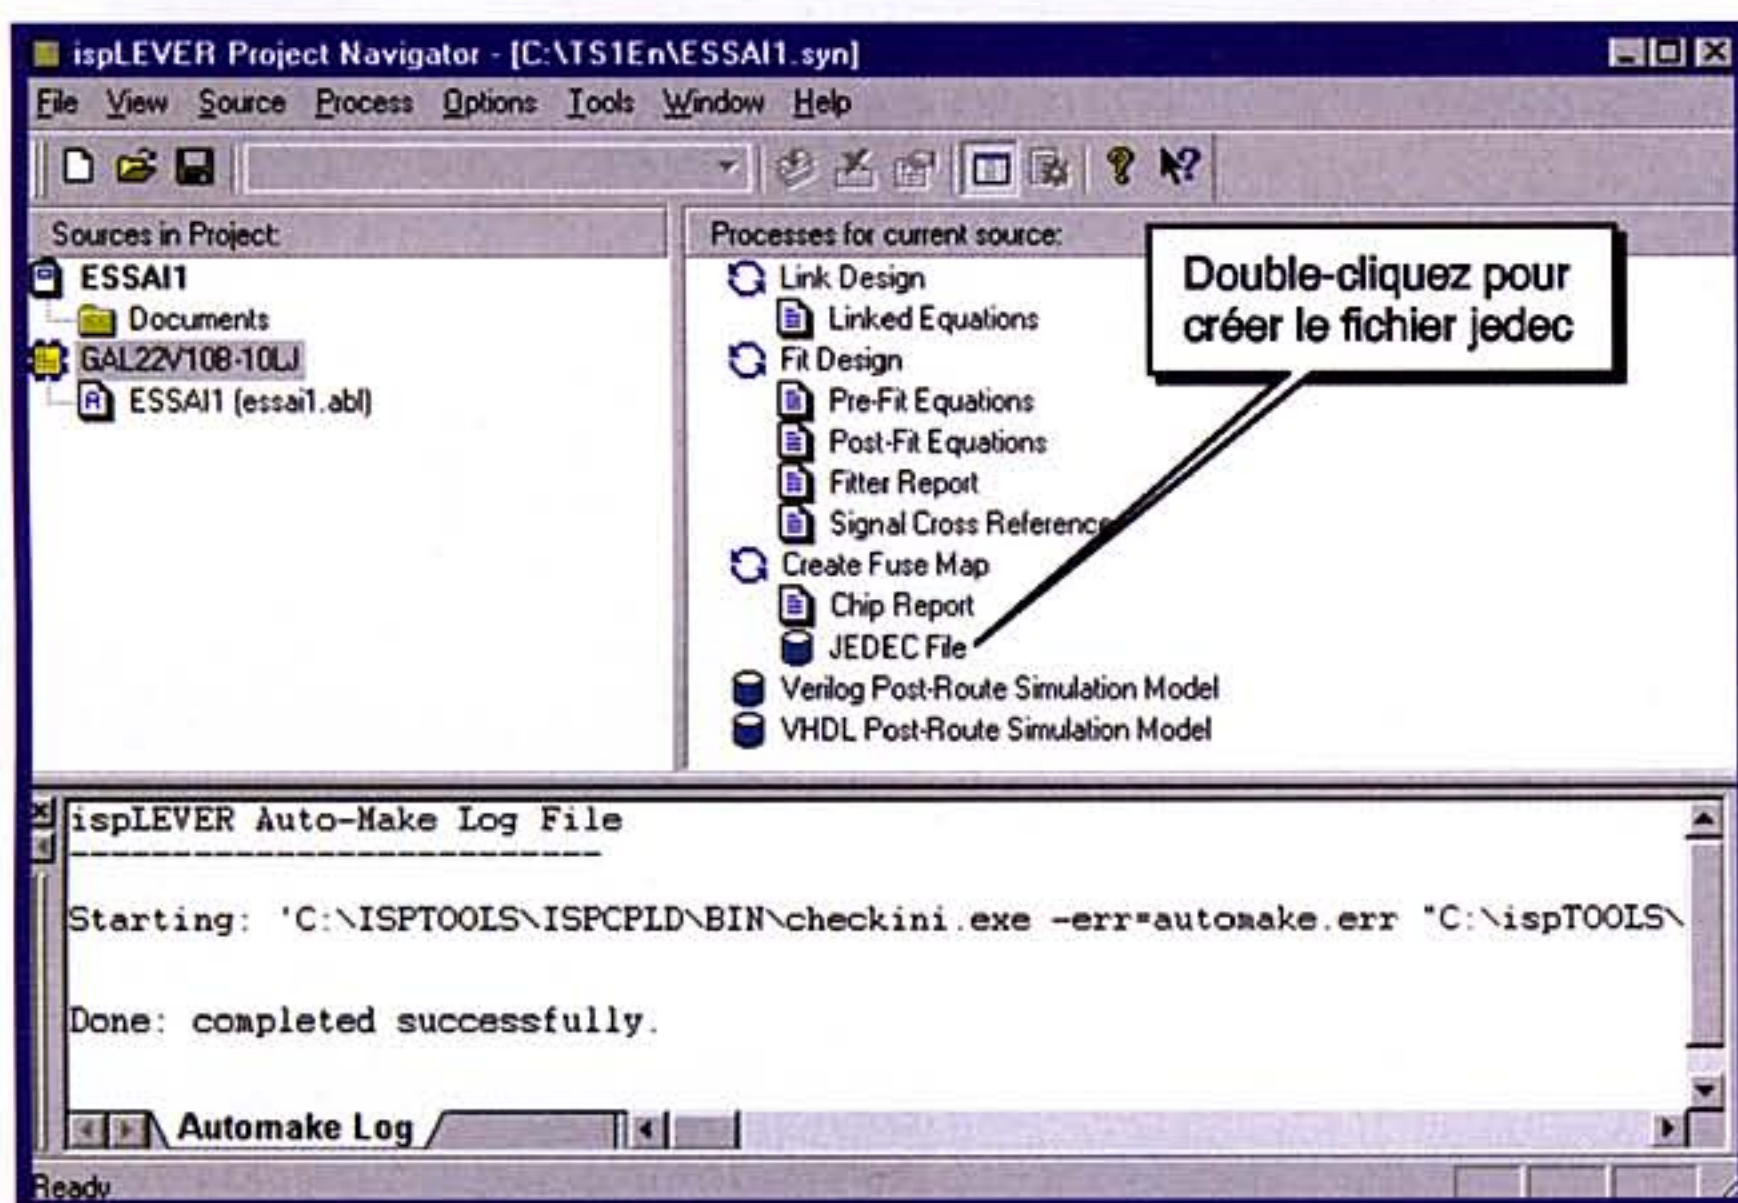 ispLEVER Project Navigator - [C:\TS1En\ESSAI1.syn]
File View Source Process Options Tools Window Help
Sources in Project:
ESSAI1
Documents
GAL22V10B-10LJ
ESSAI1 (essai1.abl)
Processes for current source:
Link Design
Linked Equations
Fit Design
Pre-Fit Equations
Post-Fit Equations
Fitter Report
Signal Cross Reference
Create Fuse Map
Chip Report
JEDEC File
Verilog Post-Route Simulation Model
VHDL Post-Route Simulation Model
Double-cliquez pour
créer le fichier jedec
ispLEVER Auto-Make Log File
---------------------------
Starting: 'C:\ISPTOOLS\ISPCPLD\BIN\checkini.exe -err=automake.err "C:\ispTOOLS\
Done: completed successfully.
Automake Log
Ready